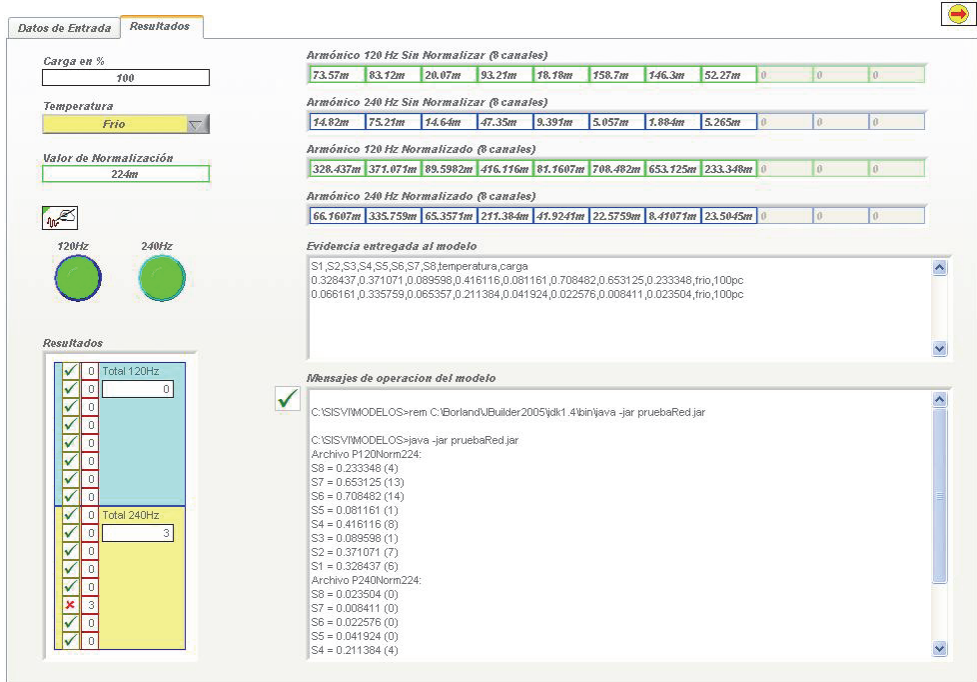 Datos de Entrada
Resultados
Carga en %
100
Temperatura
Frio
Valor de Normalización
224m
120Hz 240Hz
Resultados
0 Total 120Hz
0 0
0
0
0
0
0
0
0 Total 240Hz
0 3
0
0
0
3
0
0
Armónico 120 Hz Sin Normalizar (8 canales)
73.57m 83.12m 20.07m 93.21m 18.18m 158.7m 146.3m 52.27m 0 0 0
Armónico 240 Hz Sin Normalizar (8 canales)
14.82m 75.21m 14.64m 47.35m 9.391m 5.057m 1.884m 5.265m 0 0 0
Armónico 120 Hz Normalizado (8 canales)
328.437m 371.071m 89.5982m 416.116m 81.1607m 708.482m 653.125m 233.348m 0 0 0
Armónico 240 Hz Normalizado (8 canales)
66.1607m 335.759m 65.3571m 211.384m 41.9241m 22.5759m 8.41071m 23.5045m 0 0 0
Evidencia entregada al modelo
S1,S2,S3,S4,S5,S6,S7,S8,temperatura,carga
0.328437,0.371071,0.089598,0.416116,0.081161,0.708482,0.653125,0.233348,frio,100pc
0.066161,0.335759,0.065357,0.211384,0.041924,0.022576,0.008411,0.023504,frio,100pc
Mensajes de operacion del modelo
C:\SISVI\MODELOS>rem C:\Borland\JBuilder2005\jdk1.4\bin\java -jar pruebaRed.jar
C:\SISVI\MODELOS>java -jar pruebaRed.jar
Archivo P120Norm224:
S8 = 0.233348 (4)
S7 = 0.653125 (13)
S6 = 0.708482 (14)
S5 = 0.081161 (1)
S4 = 0.416116 (8)
S3 = 0.089598 (1)
S2 = 0.371071 (7)
S1 = 0.328437 (6)
Archivo P240Norm224:
S8 = 0.023504 (0)
S7 = 0.008411 (0)
S6 = 0.022576 (0)
S5 = 0.041924 (0)
S4 = 0.211384 (4)